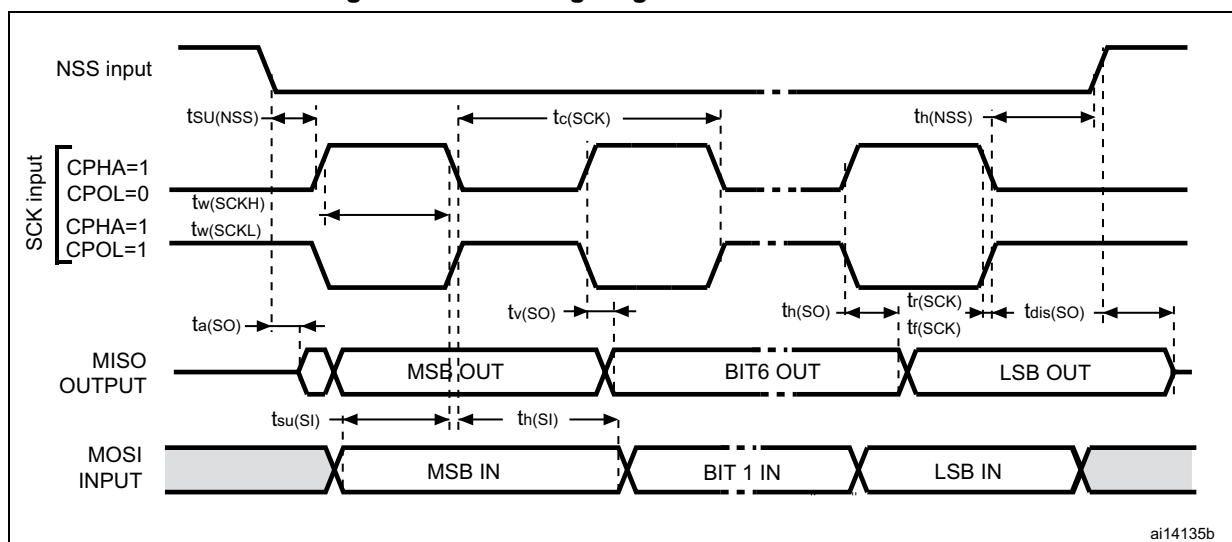 NSS input
tSU(NSS)
tc(SCK)
th(NSS)
SCK input
CPHA=1
CPOL=0
tw(SCKH)
CPHA=1
tw(SCKL)
CPOL=1
ta(SO)
tv(SO)
th(SO)
tr(SCK)
tf(SCK)
tdis(SO)
MISO
OUTPUT
MSB OUT
BIT6 OUT
LSB OUT
tsu(SI)
th(SI)
MOSI
INPUT
MSB IN
BIT 1 IN
LSB IN
ai14135b